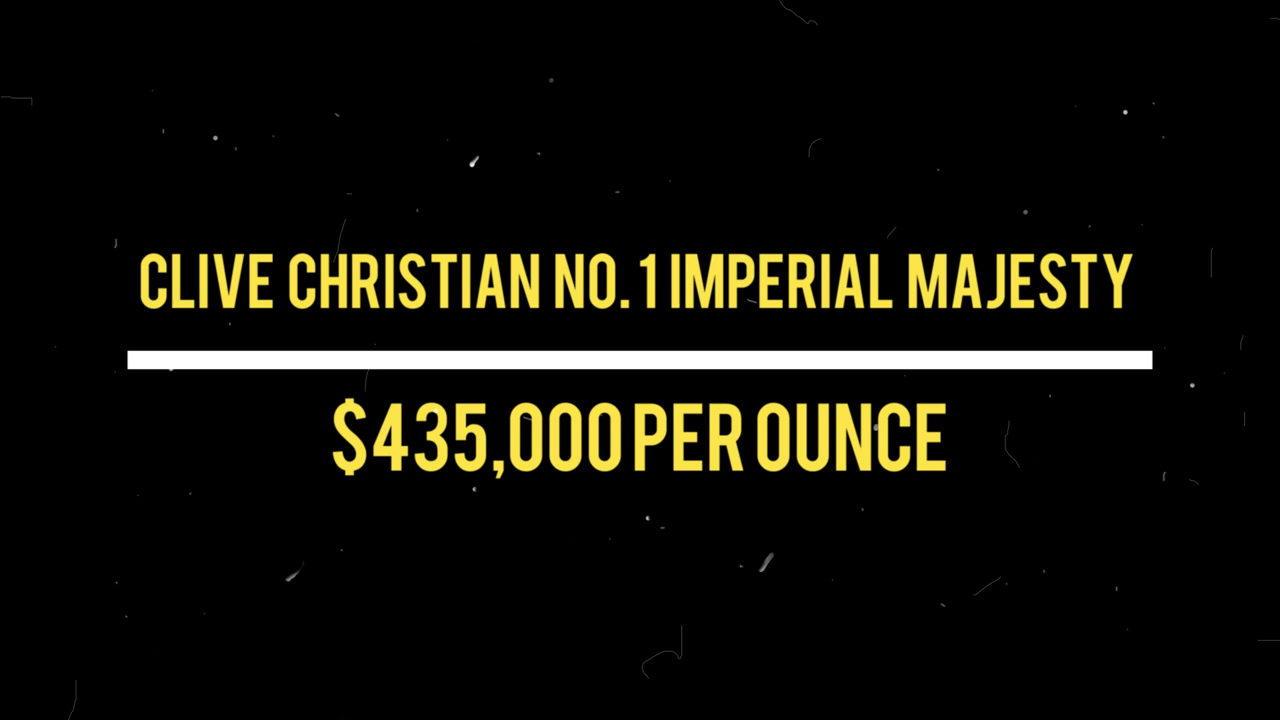 CLIVE CHRISTIAN NO. 1 IMPERIAL MAJESTY
$435,000 PER OUNCE